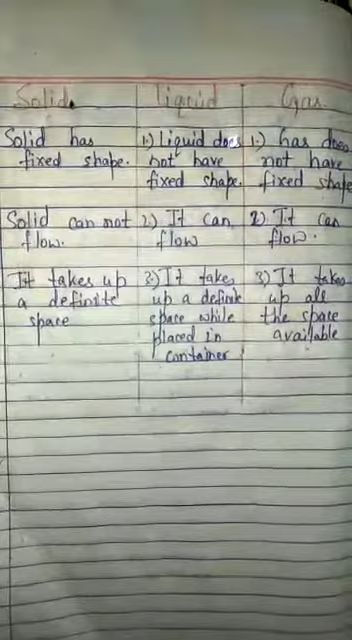 Solid
Liquid
Gas
Solid has
fixed shape.
1.) Liquid does
not have
fixed shape.
1.) Gas does
not have
fixed shape
Solid can not
flow.
2.) It can
flow
2.) It can
flow.
It takes up
a definite
space
3.) It takes
up a definite
space while
placed in
container
3.) It takes
up all
the space
available